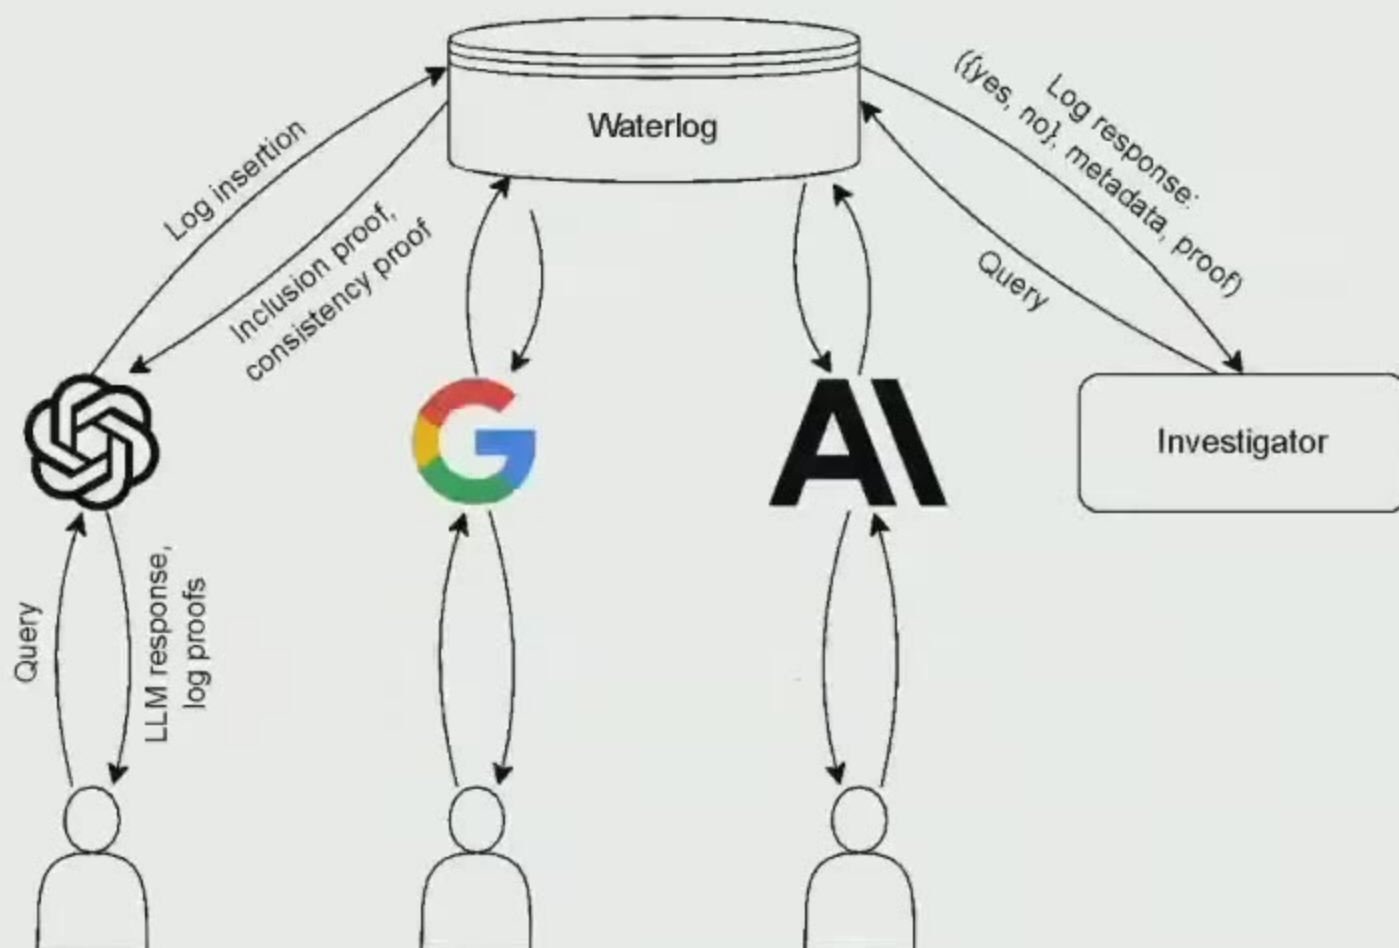 Waterlog
Log insertion
Inclusion proof,
consistency proof
Log response:
({yes, no}, metadata, proof)
Query
Investigator
Query
LLM response,
log proofs